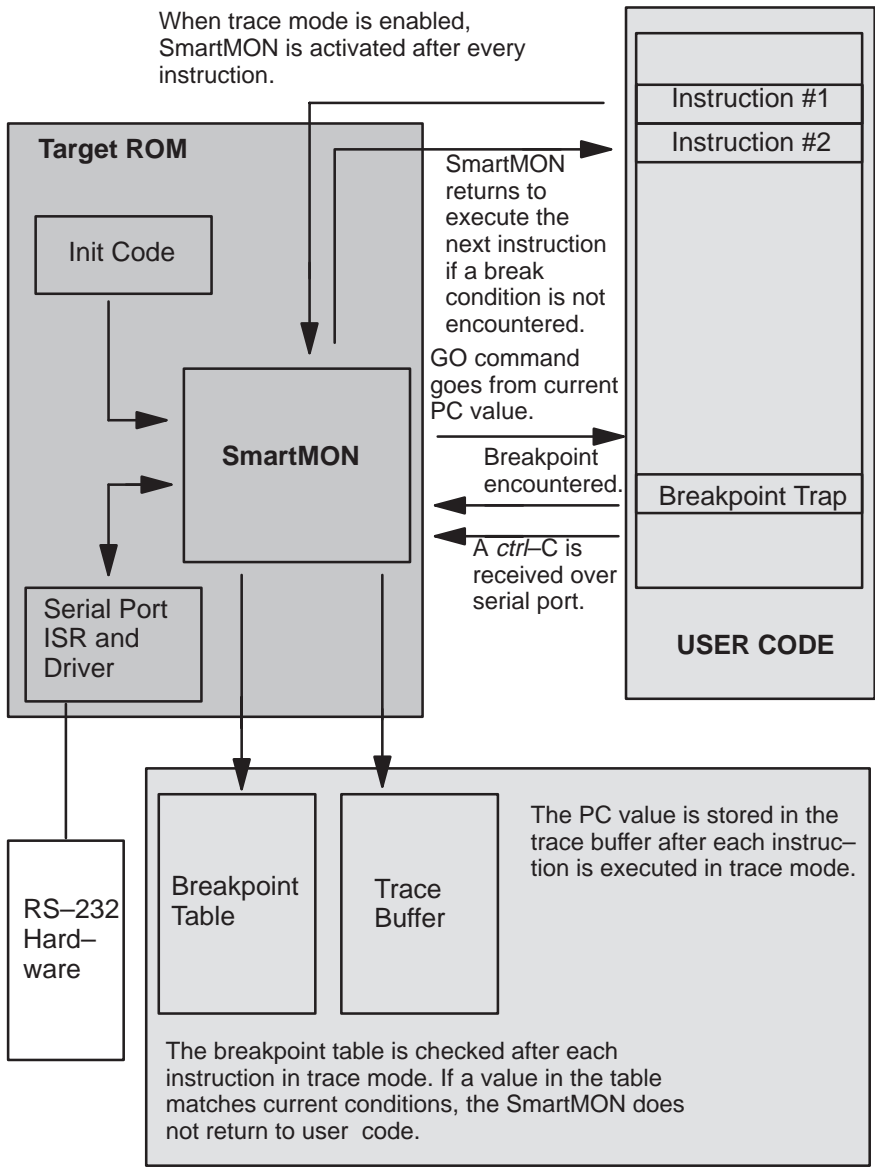 When trace mode is enabled,
SmartMON is activated after every
instruction.
Instruction #1
Instruction #2
Target ROM
SmartMON
returns to
execute the
next instruction
if a break
condition is not
encountered.
Init Code
GO command
goes from current
PC value.
SmartMON
Breakpoint
encountered.
Breakpoint Trap
A ctrl–C is
received over
serial port.
Serial Port
ISR and
Driver
USER CODE
The PC value is stored in the
trace buffer after each instruc–
tion is executed in trace mode.
Breakpoint
Table
Trace
Buffer
RS–232
Hard–
ware
The breakpoint table is checked after each
instruction in trace mode. If a value in the table
matches current conditions, the SmartMON does
not return to user code.